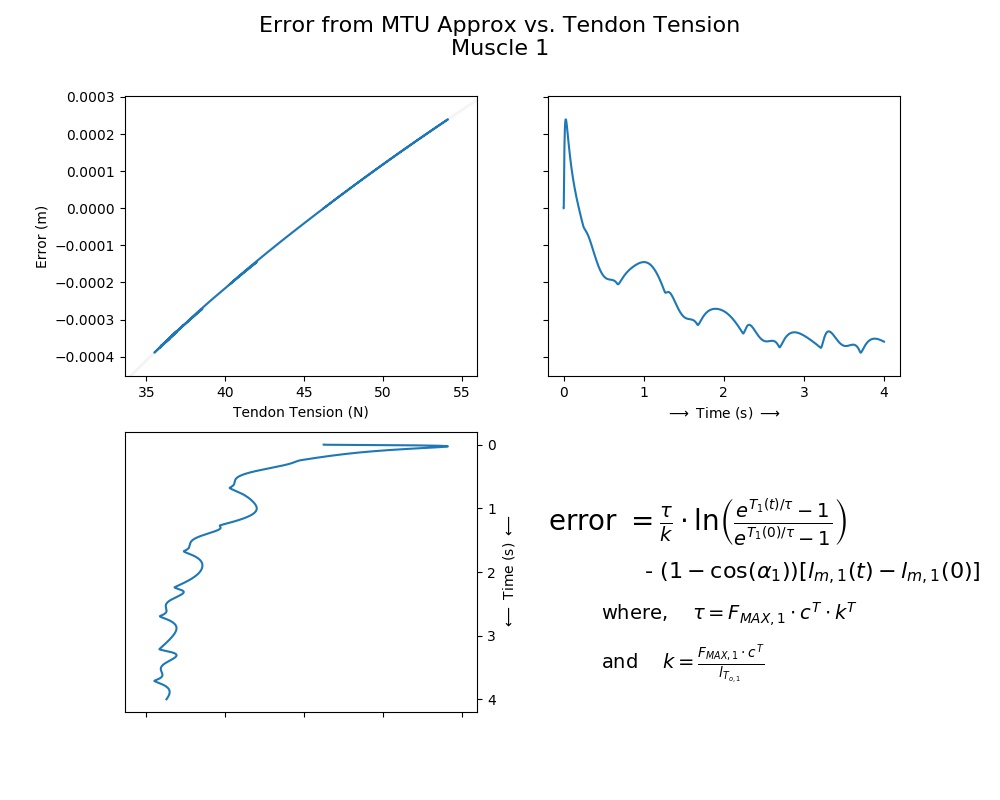 Error from MTU Approx vs. Tendon Tension
Muscle 1
0.0003
0.0002
0.0001
0.0000
−0.0001
−0.0002
−0.0003
−0.0004
Error (m)
35 40 45 50 55
Tendon Tension (N)
0 1 2 3 4
⟶ Time (s) ⟶
0
1
2
3
4
⟵ Time (s) ⟵
error = τ/k · ln((e^{T_1(t)/τ} − 1)/(e^{T_1(0)/τ} − 1))
- (1 − cos(α_1))[l_{m,1}(t) − l_{m,1}(0)]
where, τ = F_{MAX,1} · c^T · k^T
and k = F_{MAX,1} · c^T / l_{T_{o,1}}